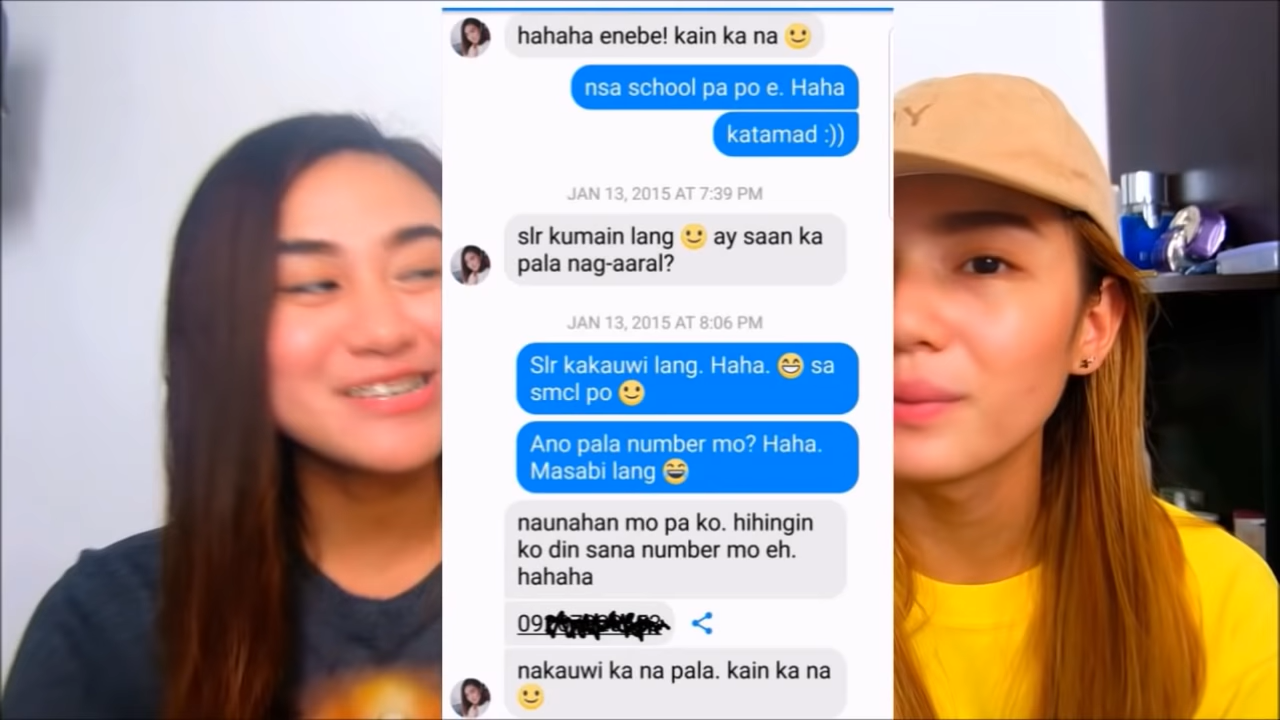 hahaha enebe! kain ka na 🙂
nsa school pa po e. Haha
katamad :))
JAN 13, 2015 AT 7:39 PM
slr kumain lang 🙂 ay saan ka
pala nag-aaral?
JAN 13, 2015 AT 8:06 PM
Slr kakauwi lang. Haha. 😁 sa
smcl po 🙂
Ano pala number mo? Haha.
Masabi lang 😄
naunahan mo pa ko. hihingin
ko din sana number mo eh.
hahaha
nakauwi ka na pala. kain ka na
🙂